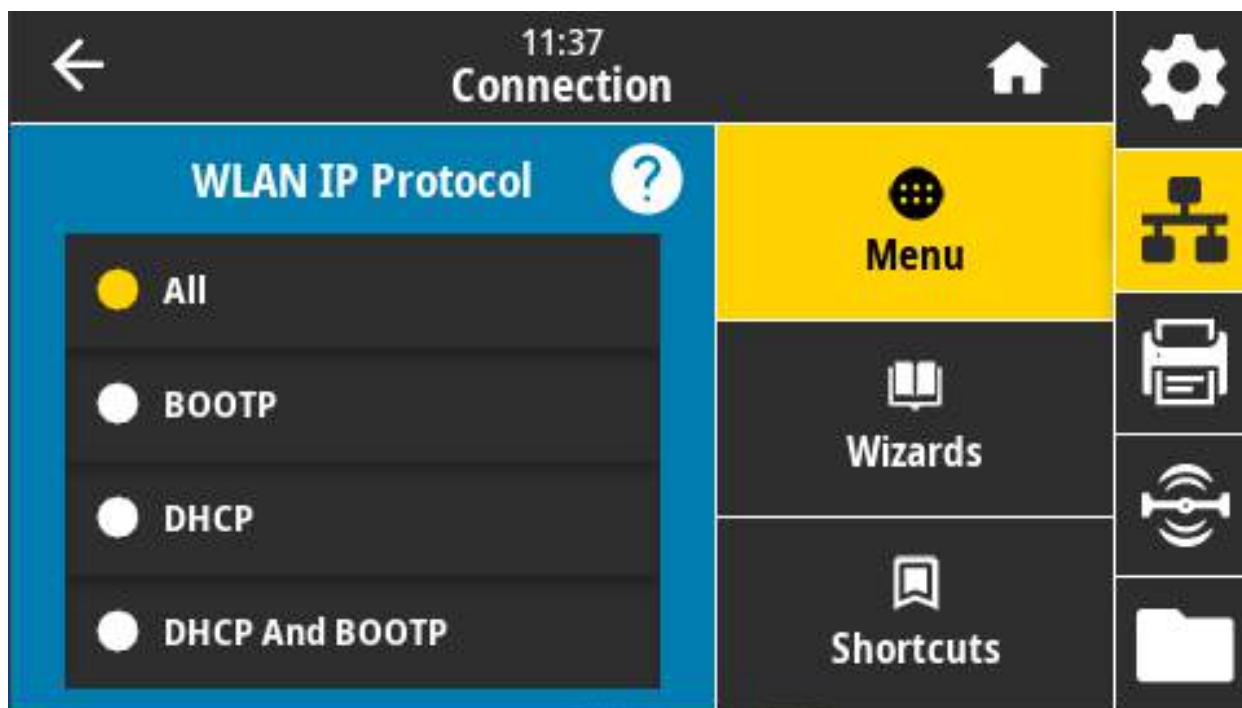 11:37
Connection
WLAN IP Protocol
?
All
BOOTP
DHCP
DHCP And BOOTP
Menu
Wizards
Shortcuts